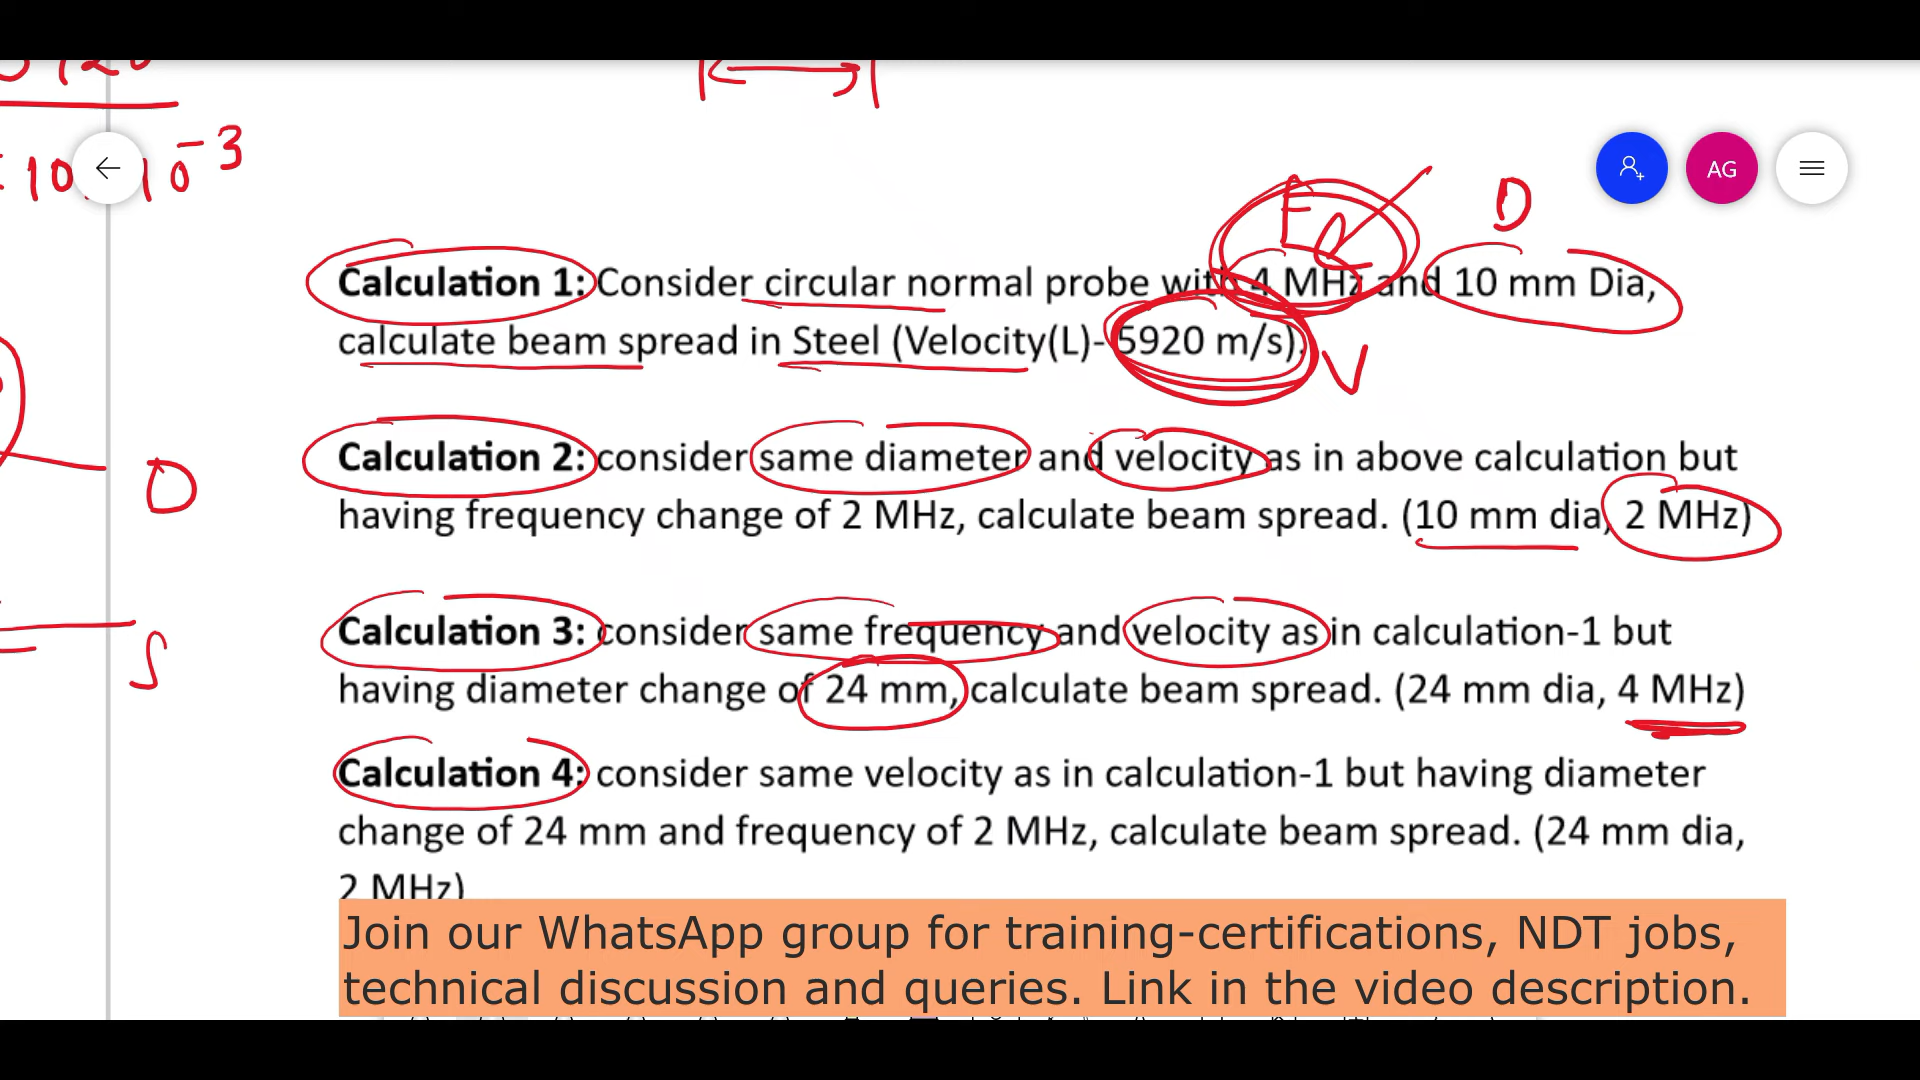 10 10-3
AG
F
D
Calculation 1: Consider circular normal probe with 4 MHz and 10 mm Dia,
calculate beam spread in Steel (Velocity(L)- 5920 m/s).
V
Calculation 2: consider same diameter and velocity as in above calculation but
D
having frequency change of 2 MHz, calculate beam spread. (10 mm dia, 2 MHz)
Calculation 3: consider same frequency and velocity as in calculation-1 but
having diameter change of 24 mm, calculate beam spread. (24 mm dia, 4 MHz)
Calculation 4: consider same velocity as in calculation-1 but having diameter
change of 24 mm and frequency of 2 MHz, calculate beam spread. (24 mm dia,
2 MHz)
Join our WhatsApp group for training-certifications, NDT jobs,
technical discussion and queries. Link in the video description.